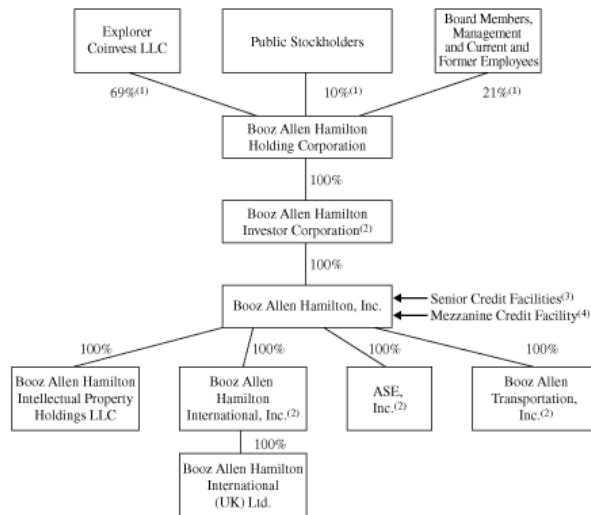 Explorer
Coinvest LLC
Public Stockholders
Board Members,
Management
and Current and
Former Employees
69%(1)
10%(1)
21%(1)
Booz Allen Hamilton
Holding Corporation
100%
Booz Allen Hamilton
Investor Corporation(2)
100%
Booz Allen Hamilton, Inc.
Senior Credit Facilities(3)
Mezzanine Credit Facility(4)
100%
100%
100%
100%
Booz Allen Hamilton
Intellectual Property
Holdings LLC
Booz Allen
Hamilton
International, Inc.(2)
ASE,
Inc.(2)
Booz Allen
Transportation,
Inc.(2)
100%
Booz Allen Hamilton
International
(UK) Ltd.